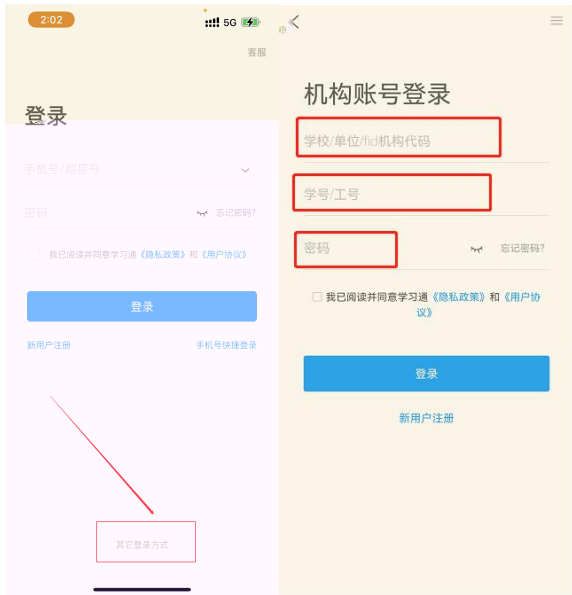 2:02
5G
客服
登录
手机号/超星号
密码
忘记密码?
我已阅读并同意学习通《隐私政策》和《用户协议》
登录
新用户注册
手机号快捷登录
其它登录方式
机构账号登录
学校/单位/fid机构代码
学号/工号
密码
忘记密码?
我已阅读并同意学习通《隐私政策》和《用户协
议》
登录
新用户注册